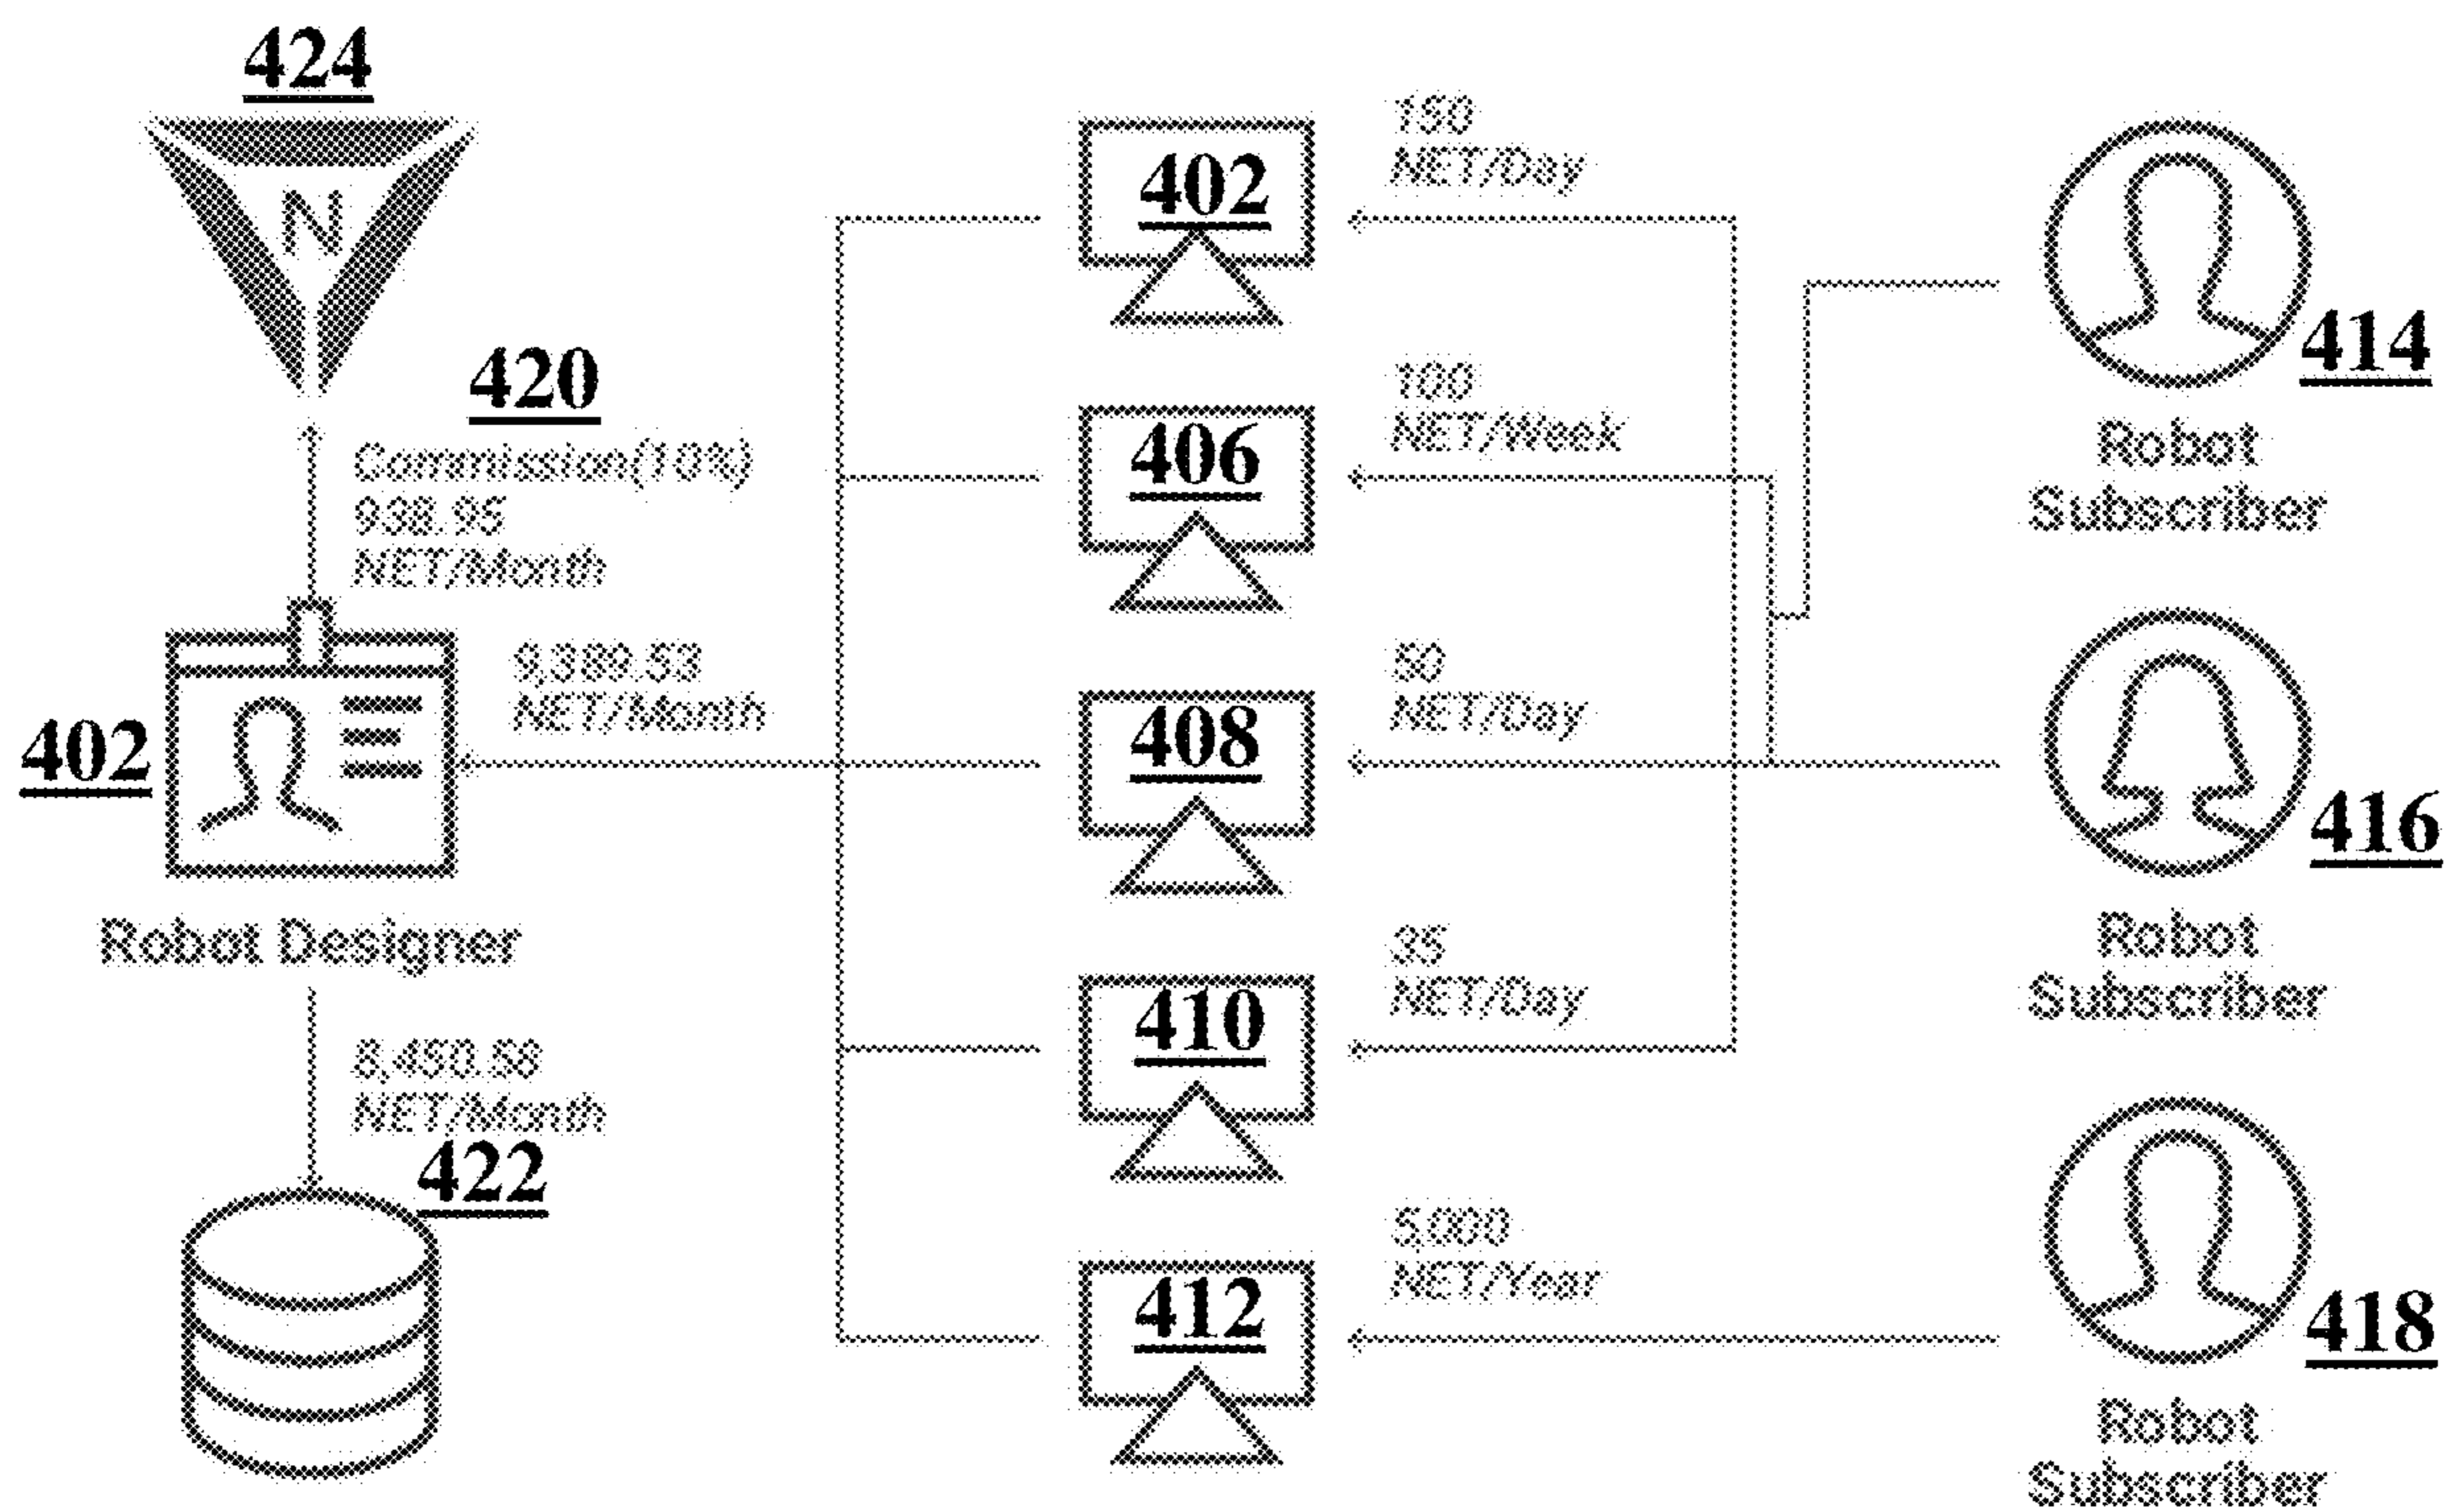 424
N
420
Commission(10%)
938.95
NET/Month
402
9,389.53
NET/Month
Robot Designer
8,450.58
NET/Month
422
402
150
NET/Day
406
100
NET/Week
408
50
NET/Day
410
35
NET/Day
412
5,000
NET/Year
414
Robot
Subscriber
416
Robot
Subscriber
418
Robot
Subscriber